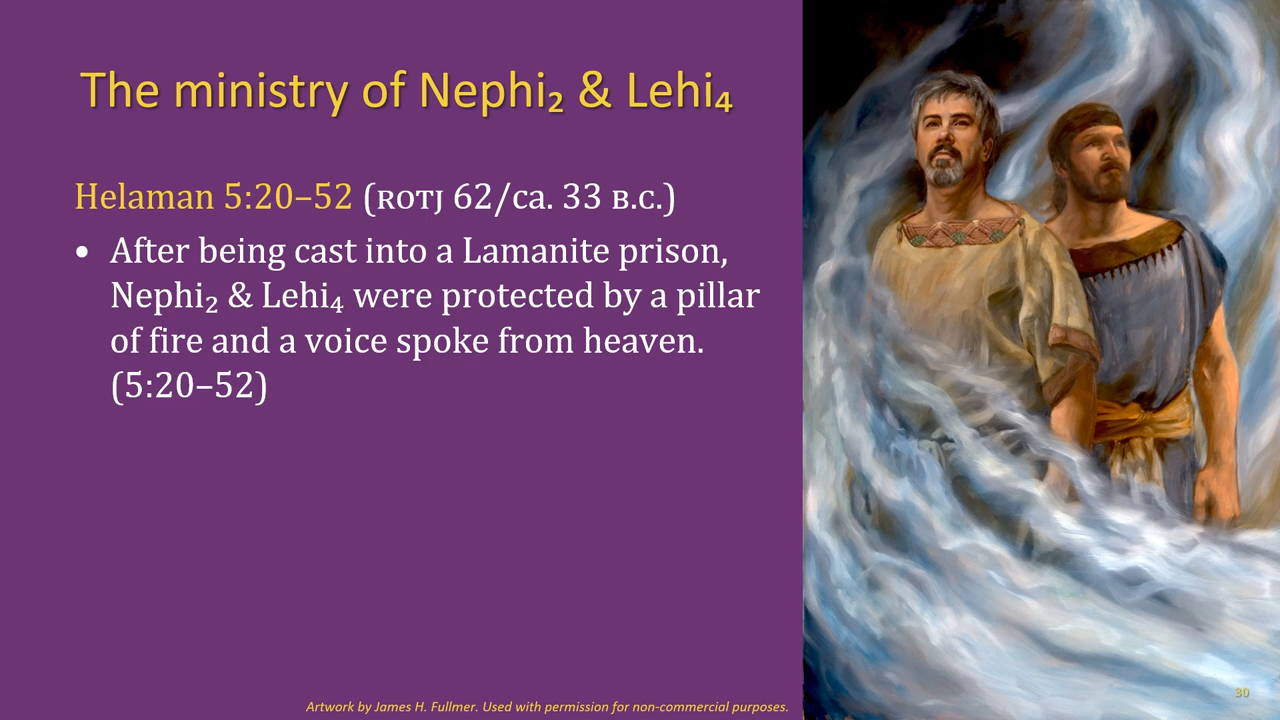 The ministry of Nephi₂ & Lehi₄
Helaman 5:20–52 (ROTJ 62/ca. 33 B.C.)
• After being cast into a Lamanite prison,
Nephi₂ & Lehi₄ were protected by a pillar
of fire and a voice spoke from heaven.
(5:20–52)
Artwork by James H. Fullmer. Used with permission for non-commercial purposes.
30